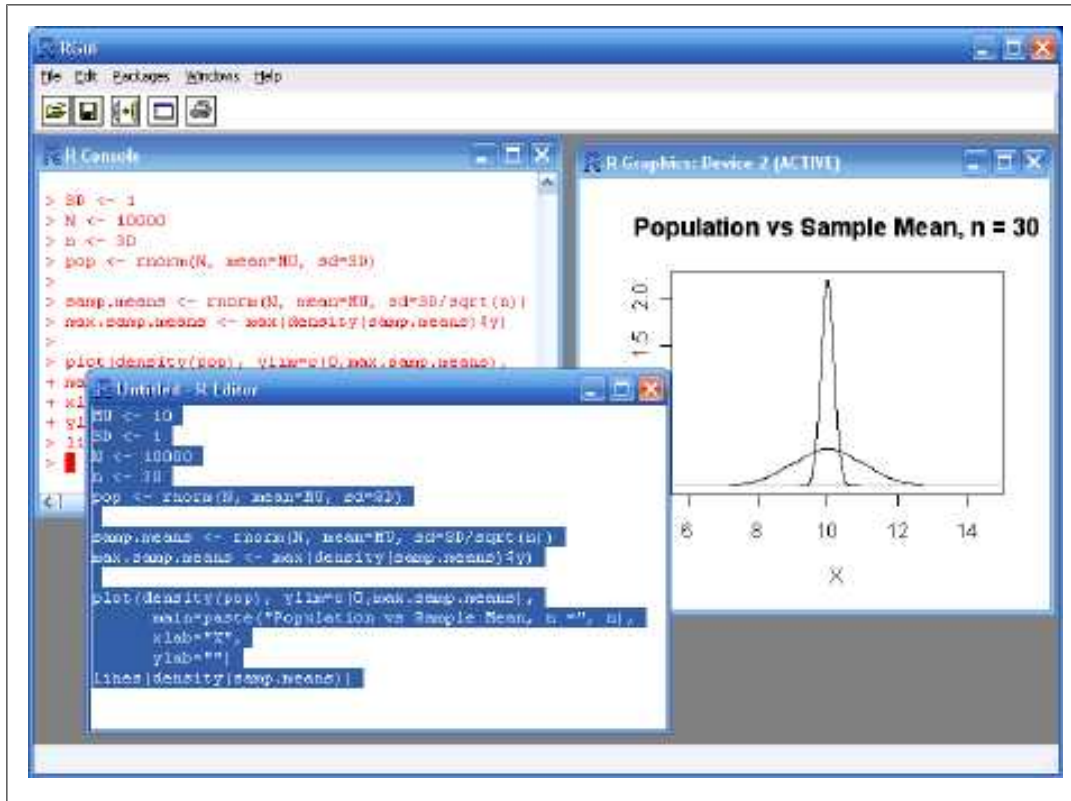 RGui
File Edit Packages Windows Help
R Console
> SD <- 1
> N <- 10000
> n <- 30
> pop <- rnorm(N, mean=MU, sd=SD)
>
> samp.means <- rnorm(N, mean=MU, sd=SD/sqrt(n))
> max.samp.means <- max(density(samp.means)$y)
>
> plot(density(pop), ylim=c(0,max.samp.means),
+ ma
+ xl
+ yl
> li
>
Untitled - R Editor
MU <- 10
SD <- 1
N <- 10000
n <- 30
pop <- rnorm(N, mean=MU, sd=SD)
samp.means <- rnorm(N, mean=MU, sd=SD/sqrt(n))
max.samp.means <- max(density(samp.means)$y)
plot(density(pop), ylim=c(0,max.samp.means),
main=paste("Population vs Sample Mean, n =", n),
xlab="X",
ylab="")
lines(density(samp.means))
R Graphics: Device 2 (ACTIVE)
Population vs Sample Mean, n = 30
2.0
1.5
6 8 10 12 14
X